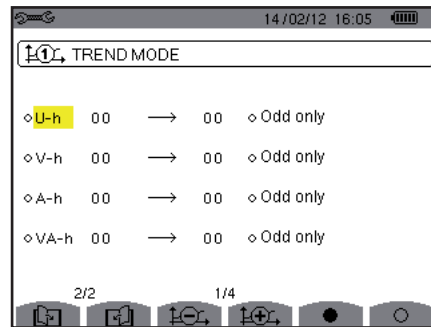 14/02/12 16:05
1 TREND MODE
U-h 00 → 00 Odd only
V-h 00 → 00 Odd only
A-h 00 → 00 Odd only
VA-h 00 → 00 Odd only
2/2 1/4